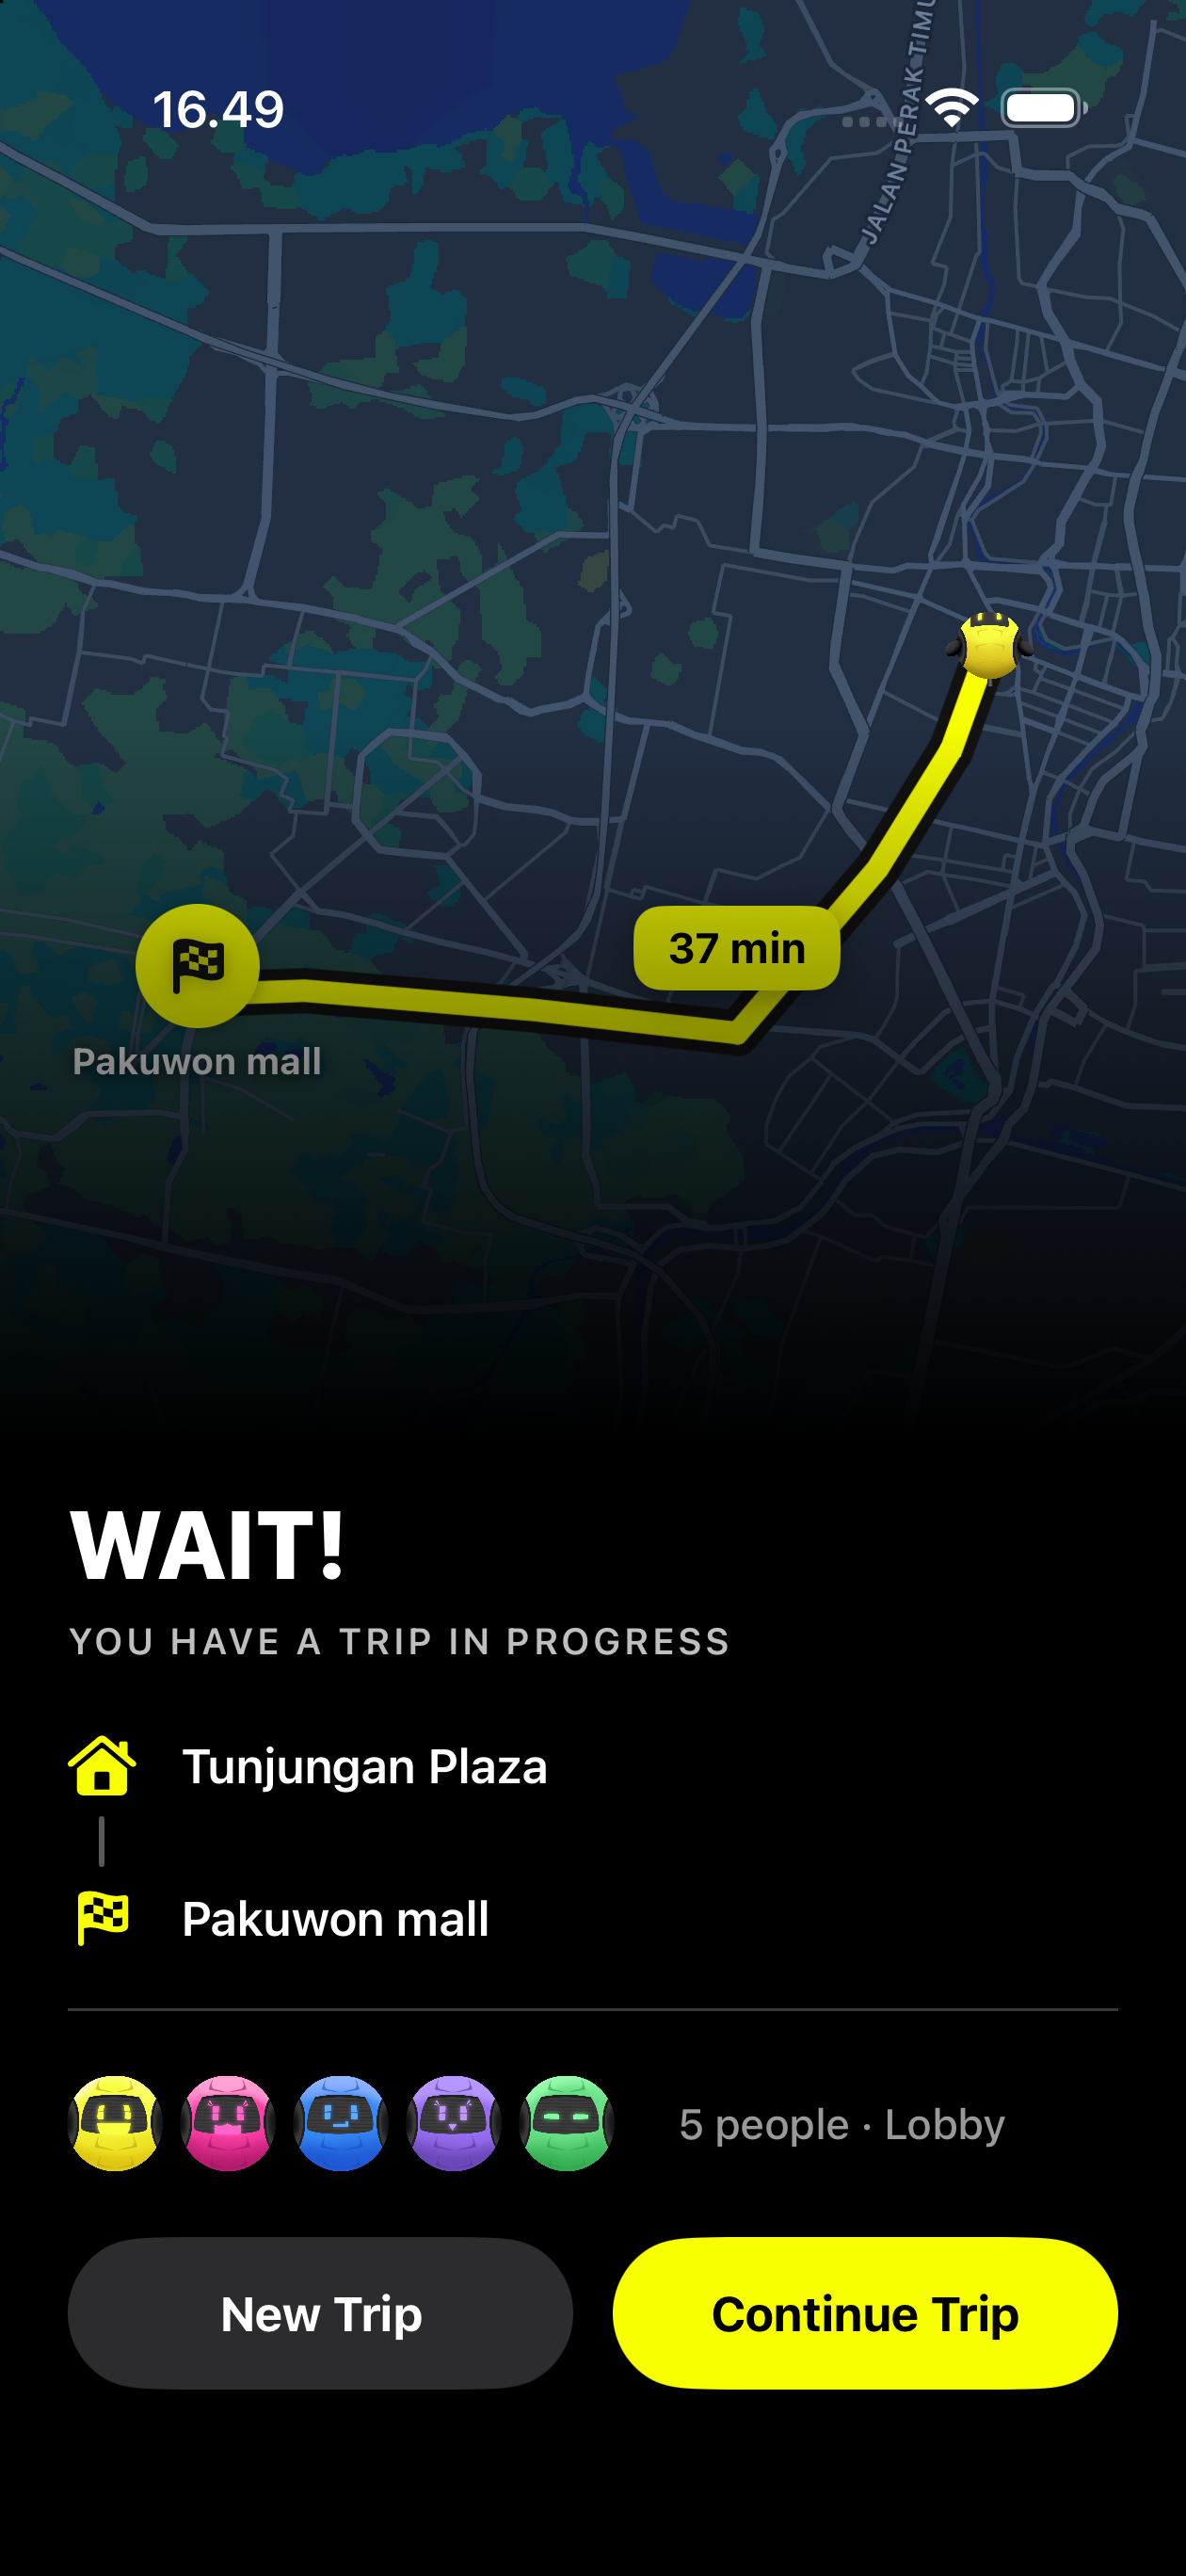 16.49
JALAN PERAK TIMU
37 min
Pakuwon mall
WAIT!
YOU HAVE A TRIP IN PROGRESS
Tunjungan Plaza
Pakuwon mall
5 people · Lobby
New Trip
Continue Trip